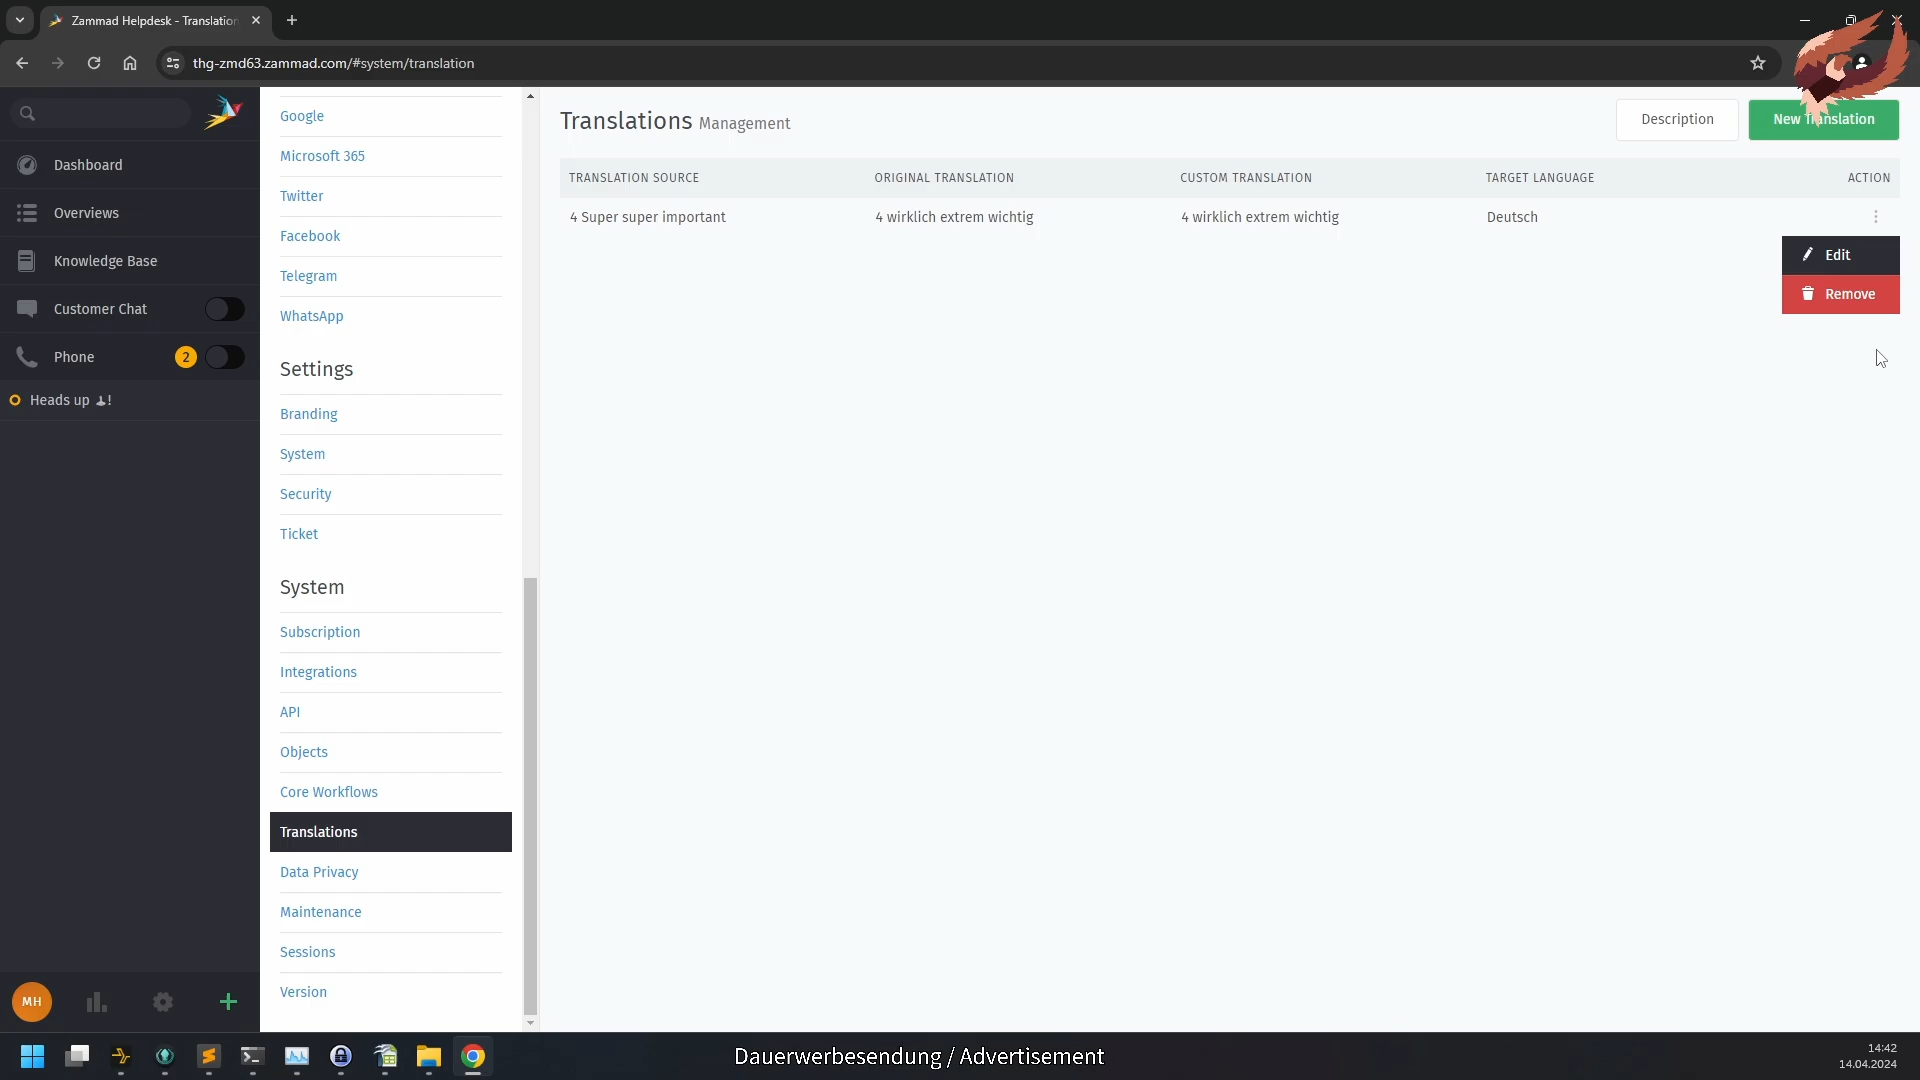 Zammad Helpdesk - Translation
thg-zmd63.zammad.com/#system/translation
Dashboard
Overviews
Knowledge Base
Customer Chat
Phone
2
Heads up !
MH
Google
Microsoft 365
Twitter
Facebook
Telegram
WhatsApp
Settings
Branding
System
Security
Ticket
System
Subscription
Integrations
API
Objects
Core Workflows
Translations
Data Privacy
Maintenance
Sessions
Version
Translations Management
Description
New Translation
TRANSLATION SOURCE ORIGINAL TRANSLATION CUSTOM TRANSLATION TARGET LANGUAGE ACTION
4 Super super important 4 wirklich extrem wichtig 4 wirklich extrem wichtig Deutsch
Edit
Remove
Dauerwerbesendung / Advertisement
14:42
14.04.2024